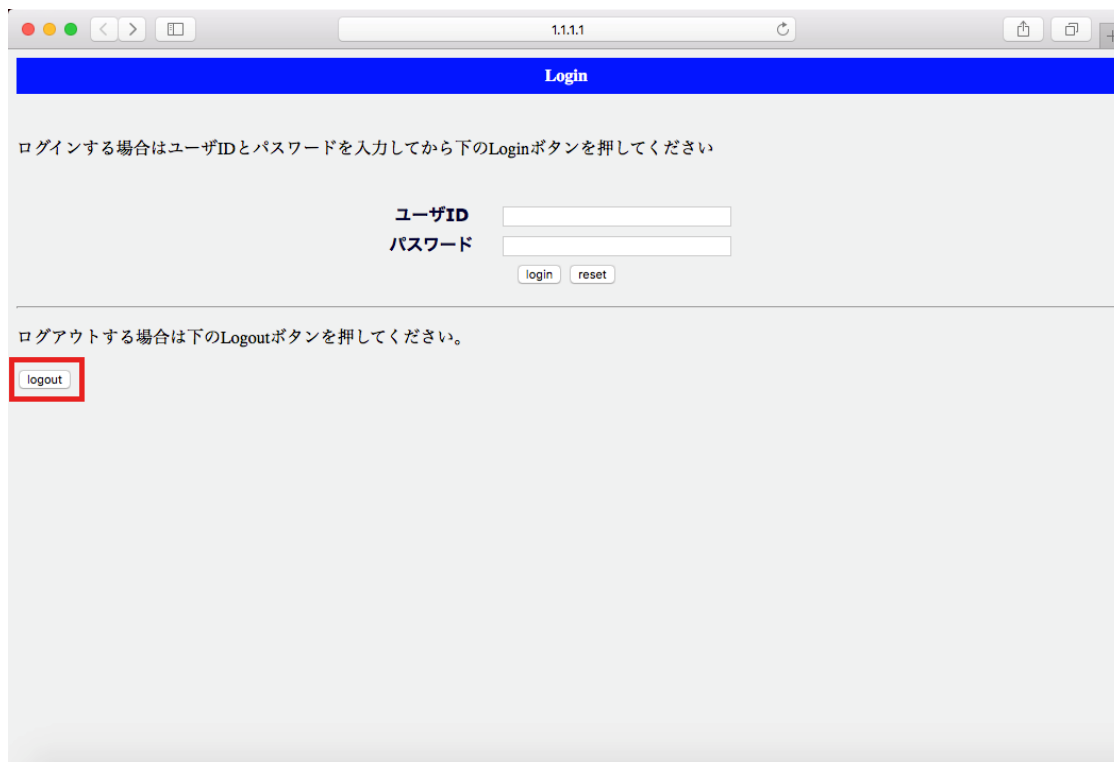 1.1.1.1
Login
ログインする場合はユーザIDとパスワードを入力してから下のLoginボタンを押してください
ユーザID
パスワード
login reset
ログアウトする場合は下のLogoutボタンを押してください。
logout